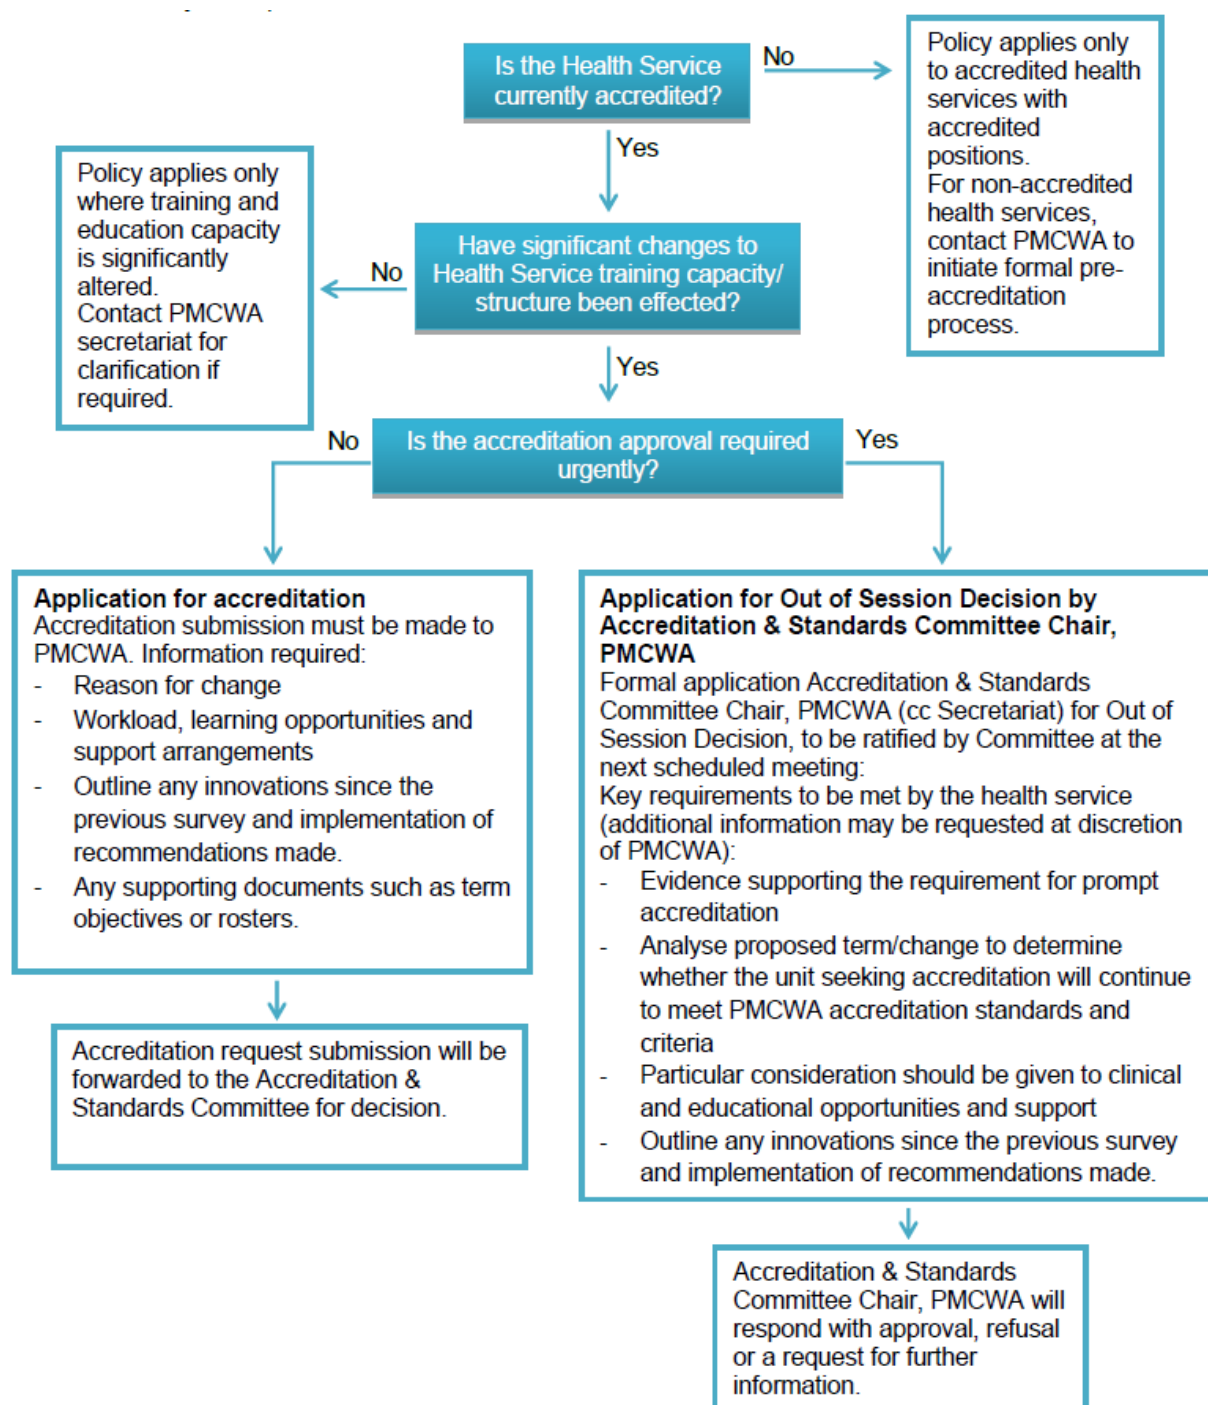 Is the Health Service
currently accredited?
No
Policy applies only
to accredited health
services with
accredited
positions.
For non-accredited
health services,
contact PMCWA to
initiate formal pre-
accreditation
process.
Yes
Policy applies only
where training and
education capacity
is significantly
altered.
Contact PMCWA
secretariat for
clarification if
required.
No
Have significant changes to
Health Service training capacity/
structure been effected?
Yes
No
Is the accreditation approval required
urgently?
Yes
Application for accreditation
Accreditation submission must be made to
PMCWA. Information required:
- Reason for change
- Workload, learning opportunities and
support arrangements
- Outline any innovations since the
previous survey and implementation of
recommendations made.
- Any supporting documents such as term
objectives or rosters.
Accreditation request submission will be
forwarded to the Accreditation &
Standards Committee for decision.
Application for Out of Session Decision by
Accreditation & Standards Committee Chair,
PMCWA
Formal application Accreditation & Standards
Committee Chair, PMCWA (cc Secretariat) for Out of
Session Decision, to be ratified by Committee at the
next scheduled meeting:
Key requirements to be met by the health service
(additional information may be requested at discretion
of PMCWA):
- Evidence supporting the requirement for prompt
accreditation
- Analyse proposed term/change to determine
whether the unit seeking accreditation will continue
to meet PMCWA accreditation standards and
criteria
- Particular consideration should be given to clinical
and educational opportunities and support
- Outline any innovations since the previous survey
and implementation of recommendations made.
Accreditation & Standards
Committee Chair, PMCWA will
respond with approval, refusal
or a request for further
information.